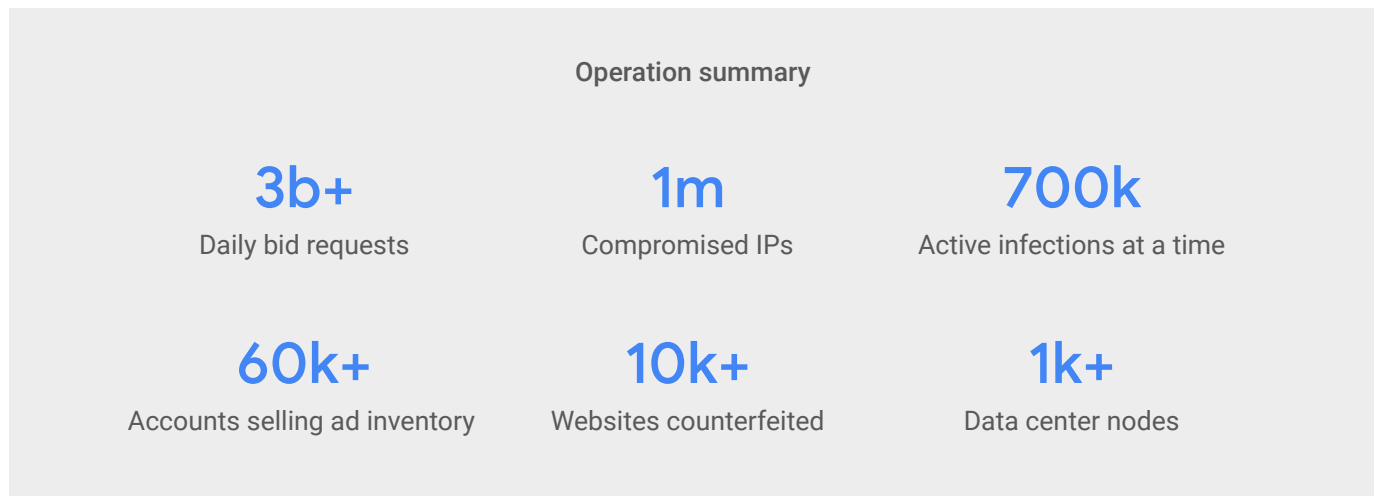 Operation summary
3b+ 1m 700k
Daily bid requests Compromised IPs Active infections at a time
60k+ 10k+ 1k+
Accounts selling ad inventory Websites counterfeited Data center nodes